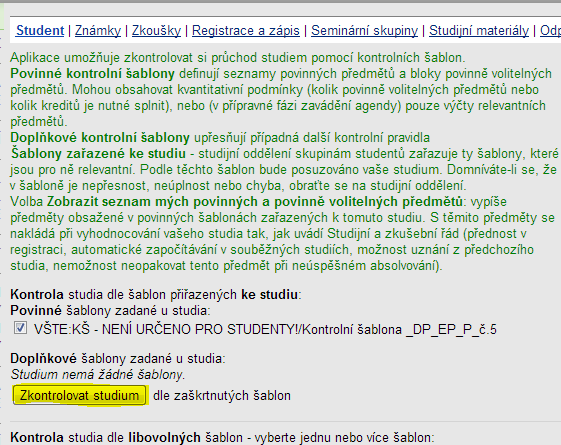 Student | Známky | Zkoušky | Registrace a zápis | Seminární skupiny | Studijní materiály | Odp
Aplikace umožňuje zkontrolovat si průchod studiem pomocí kontrolních šablon.
Povinné kontrolní šablony definují seznamy povinných předmětů a bloky povinně volitelných
předmětů. Mohou obsahovat kvantitativní podmínky (kolik povinně volitelných předmětů nebo
kolik kreditů je nutné splnit), nebo (v přípravné fázi zavádění agendy) pouze výčty relevantních
předmětů.
Doplňkové kontrolní šablony upřesňují případná další kontrolní pravidla
Šablony zařazené ke studiu - studijní oddělení skupinám studentů zařazuje ty šablony, které
jsou pro ně relevantní. Podle těchto šablon bude posuzováno vaše studium. Domníváte-li se, že
v šabloně je nepřesnost, neúplnost nebo chyba, obraťte se na studijní oddělení.
Volba Zobrazit seznam mých povinných a povinně volitelných předmětů: vypíše
předměty obsažené v povinných šablonách zařazených k tomuto studiu. S těmito předměty se
nakládá při vyhodnocování vašeho studia tak, jak uvádí Studijní a zkušební řád (přednost v
registraci, automatické započítávání v souběžných studiích, možnost uznání z předchozího
studia, nemožnost neopakovat tento předmět při neúspěšném absolvování).
Kontrola studia dle šablon přiřazených ke studiu:
Povinné šablony zadané u studia:
VŠTE:KŠ - NENÍ URČENO PRO STUDENTY!/Kontrolní šablona _DP_EP_P_č.5
Doplňkové šablony zadané u studia:
Studium nemá žádné šablony.
Zkontrolovat studium dle zaškrtnutých šablon
Kontrola studia dle libovolných šablon - vyberte jednu nebo více šablon: